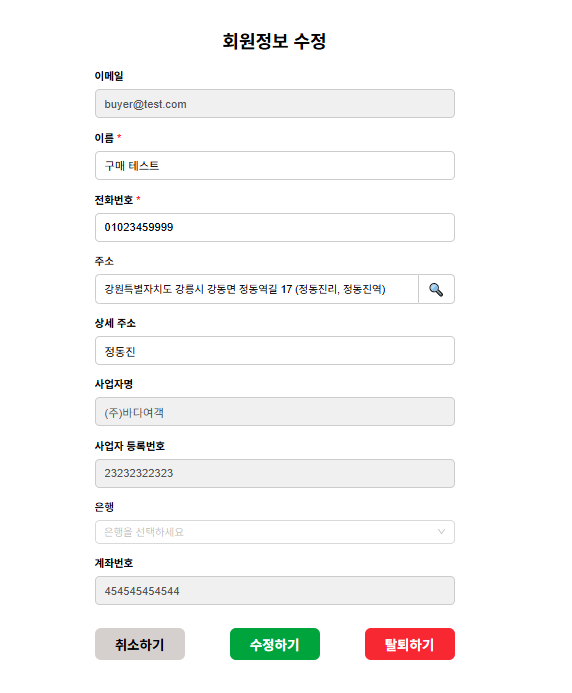 회원정보 수정
이메일
buyer@test.com
이름 *
구매 테스트
전화번호 *
01023459999
주소
강원특별자치도 강릉시 강동면 정동역길 17 (정동진리, 정동진역)
상세 주소
정동진
사업자명
(주)바다여객
사업자 등록번호
23232322323
은행
은행을 선택하세요
계좌번호
454545454544
취소하기 수정하기 탈퇴하기